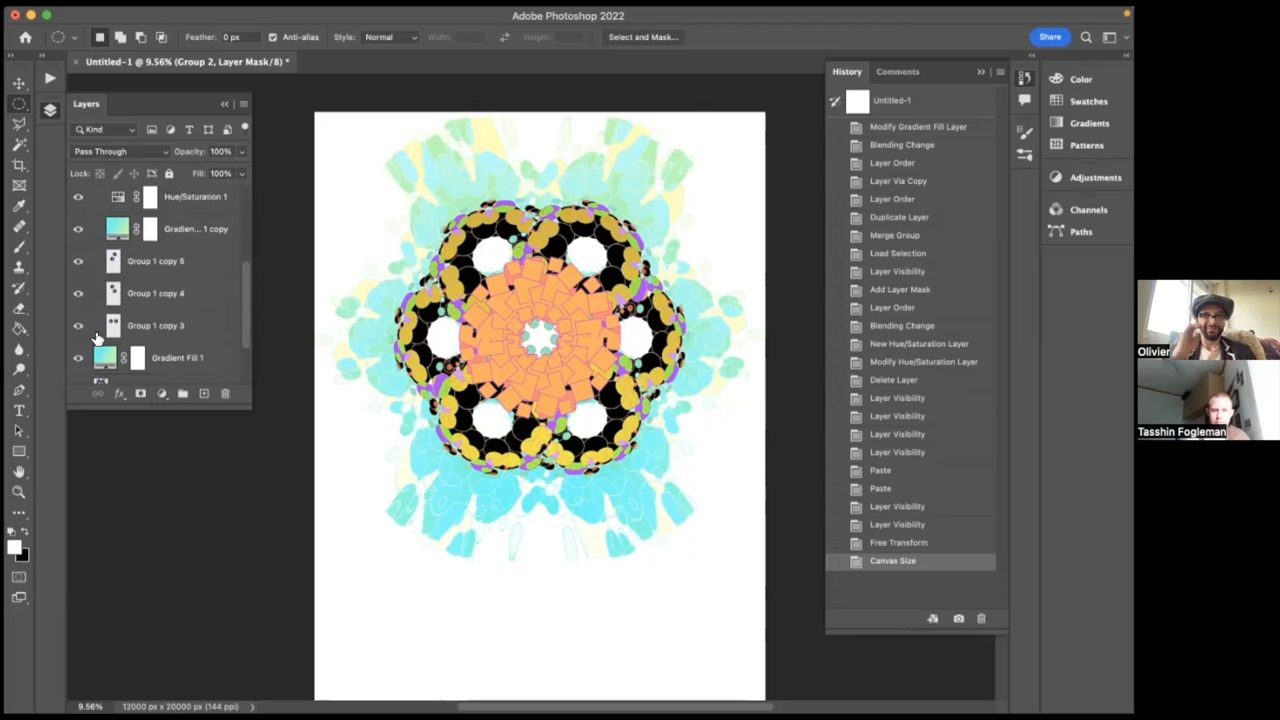 Adobe Photoshop 2022
Feather: 0 px Anti-alias Style: Normal Width: Height: Select and Mask... Share
Untitled-1 @ 9.56% (Group 2, Layer Mask/8) *
Layers
Kind
Pass Through Opacity: 100%
Lock: Fill: 100%
Hue/Saturation 1
Gradien... 1 copy
Group 1 copy 5
Group 1 copy 4
Group 1 copy 3
Gradient Fill 1
fx
History Comments
Untitled-1
Modify Gradient Fill Layer
Blending Change
Layer Order
Layer Via Copy
Layer Order
Duplicate Layer
Merge Group
Load Selection
Layer Visibility
Add Layer Mask
Layer Order
Blending Change
New Hue/Saturation Layer
Modify Hue/Saturation Layer
Delete Layer
Layer Visibility
Layer Visibility
Layer Visibility
Layer Visibility
Paste
Paste
Layer Visibility
Layer Visibility
Free Transform
Canvas Size
Color
Swatches
Gradients
Patterns
Adjustments
Channels
Paths
Olivier
Tasshin Fogleman
9.56% 12000 px x 20000 px (144 ppi)